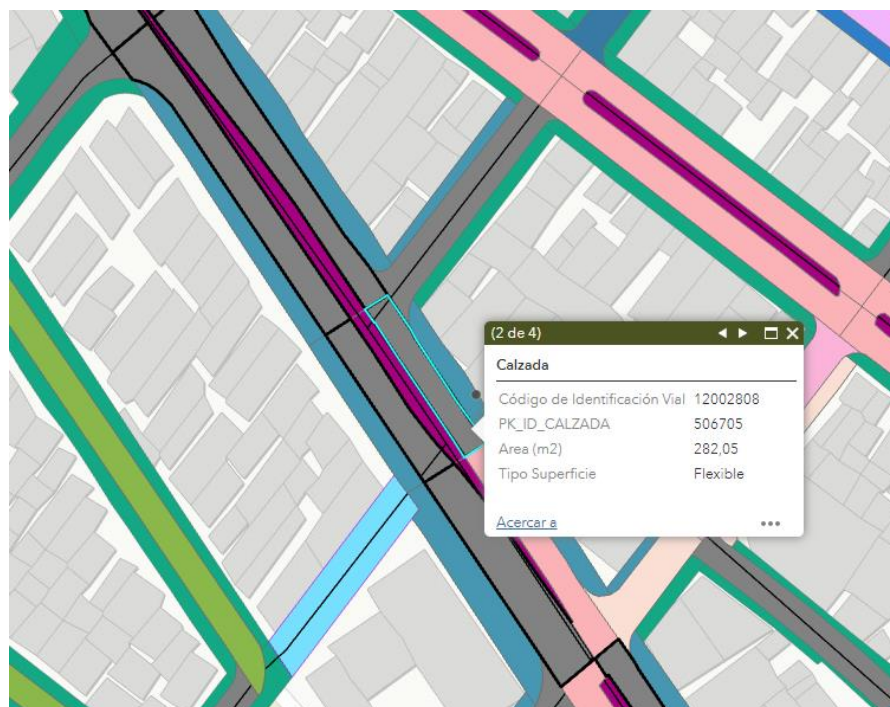 (2 de 4)
Calzada
Código de Identificación Vial 12002808
PK_ID_CALZADA 506705
Area (m2) 282,05
Tipo Superficie Flexible
Acercar a